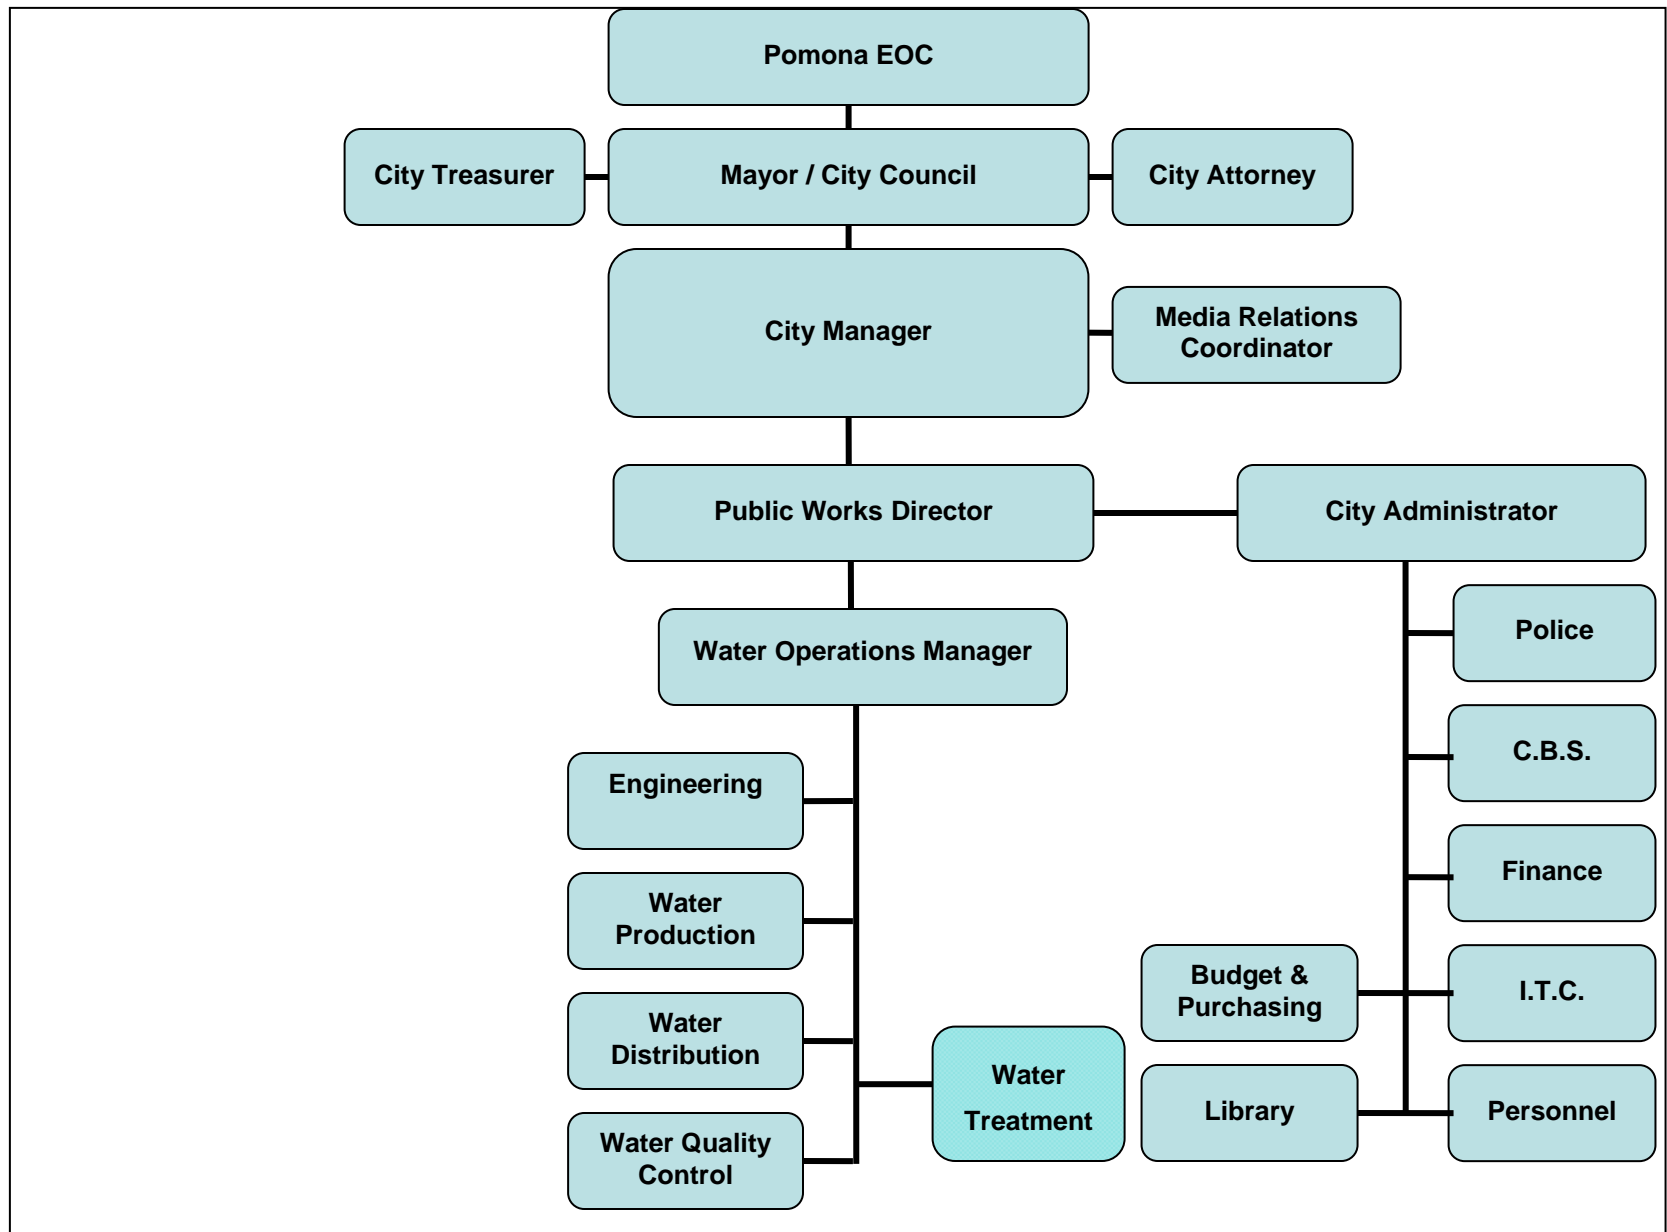 Pomona EOC
City Treasurer
Mayor / City Council
City Attorney
City Manager
Media Relations
Coordinator
Public Works Director
City Administrator
Water Operations Manager
Police
C.B.S.
Finance
Engineering
Water
Production
Water
Distribution
Water Quality
Control
Water
Treatment
Budget &
Purchasing
I.T.C.
Library
Personnel